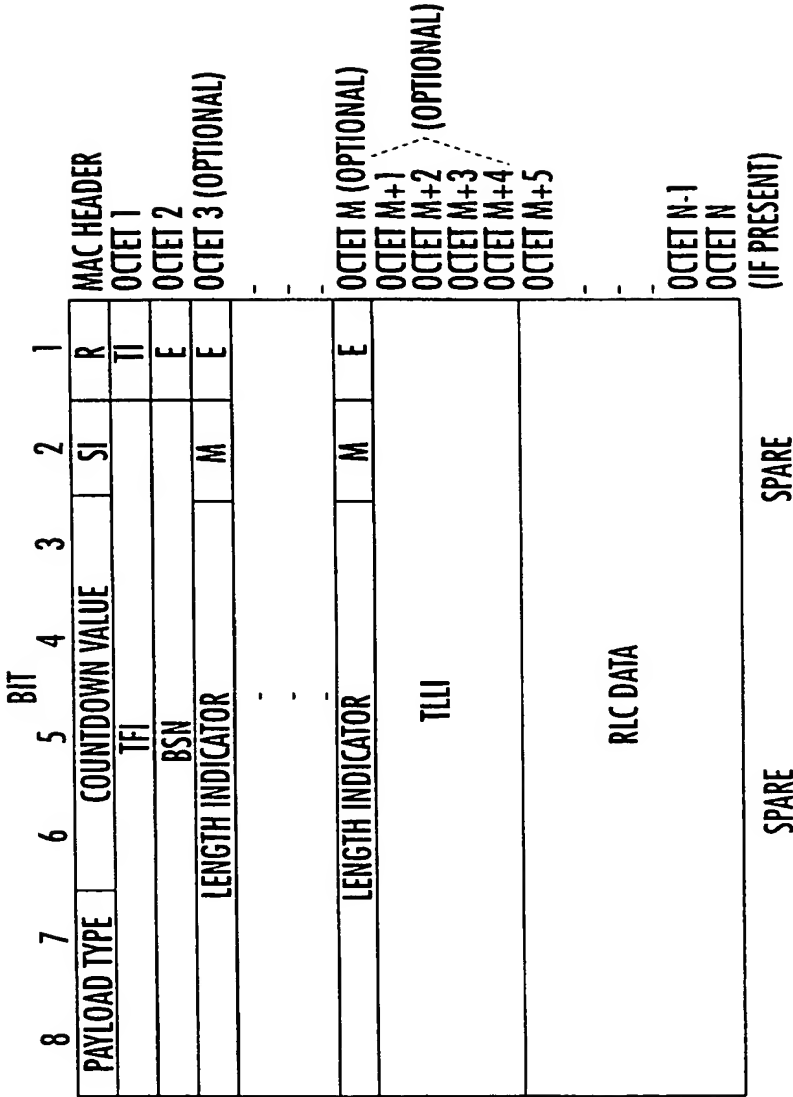 BIT
8 7 6 5 4 3 2 1
PAYLOAD TYPE COUNTDOWN VALUE SI R MAC HEADER
TFI TI OCTET 1
BSN E OCTET 2
LENGTH INDICATOR M E OCTET 3 (OPTIONAL)
. . .
LENGTH INDICATOR M E OCTET M (OPTIONAL)
OCTET M+1
TLLI OCTET M+2 (OPTIONAL)
OCTET M+3
OCTET M+4
OCTET M+5
RLC DATA
OCTET N-1
OCTET N
SPARE SPARE (IF PRESENT)